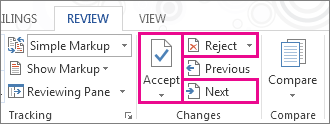 ILINGS REVIEW VIEW
Simple Markup
Show Markup
Reviewing Pane
Tracking
Accept
Reject
Previous
Next
Changes
Compare
Compare